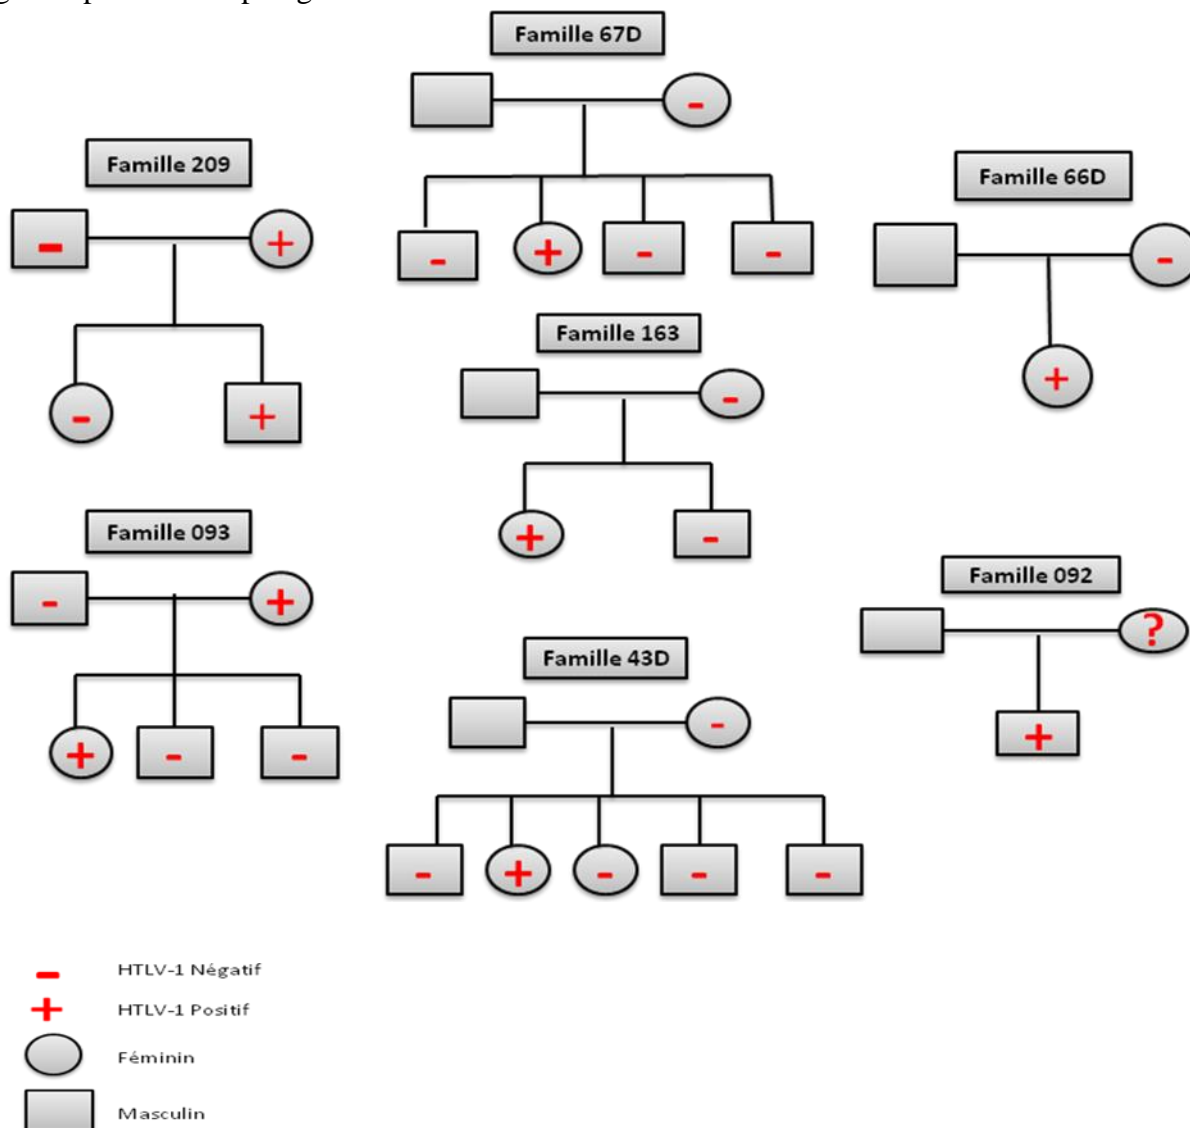 Famille 67D
-
- + - -
Famille 209
- +
- +
Famille 66D
-
+
Famille 163
-
+ -
Famille 093
- +
+ - -
Famille 092
?
+
Famille 43D
-
- + - - -
- HTLV-1 Négatif
+ HTLV-1 Positif
Féminin
Masculin